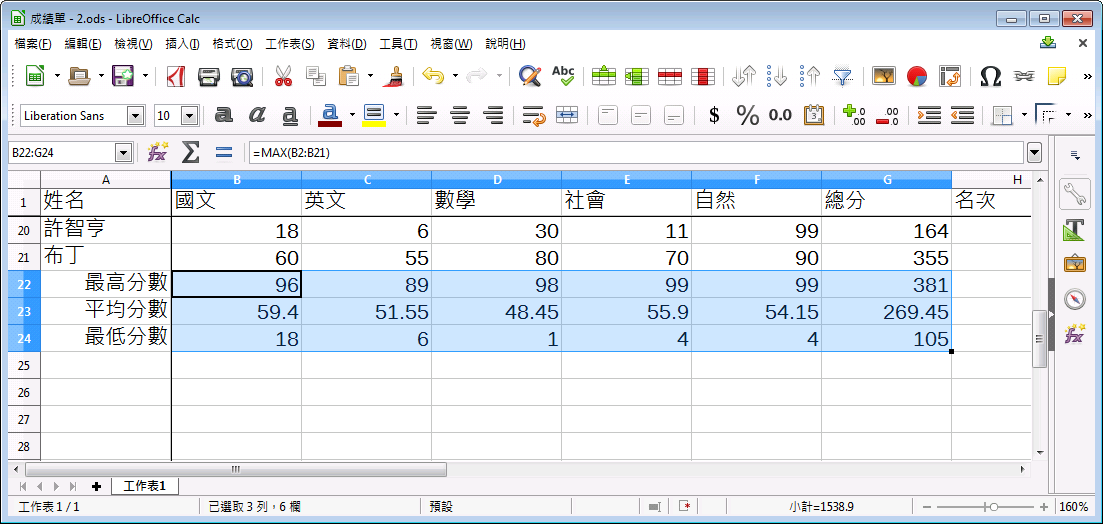 成績單 - 2.ods - LibreOffice Calc
檔案(F) 編輯(E) 檢視(V) 插入(I) 格式(O) 工作表(S) 資料(D) 工具(T) 視窗(W) 說明(H)
Abc
Liberation Sans 10 a a a a $ % 0.0 7 .00 .00
B22:G24 fx Σ = =MAX(B2:B21)
A B C D E F G H
1 姓名 國文 英文 數學 社會 自然 總分 名次
20 許智亨 18 6 30 11 99 164
21 布丁 60 55 80 70 90 355
22 最高分數 96 89 98 99 99 381
23 平均分數 59.4 51.55 48.45 55.9 54.15 269.45
24 最低分數 18 6 1 4 4 105
25
26
27
28
工作表1
工作表 1 / 1 已選取 3 列，6 欄 預設 小計=1538.9 160%